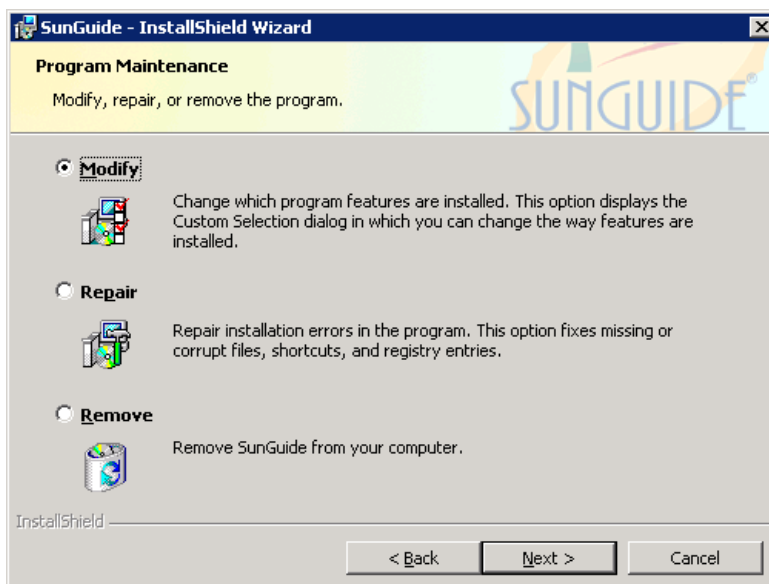 SunGuide - InstallShield Wizard
Program Maintenance
Modify, repair, or remove the program.
SUNGUIDE®
Modify
Change which program features are installed. This option displays the
Custom Selection dialog in which you can change the way features are
installed.
Repair
Repair installation errors in the program. This option fixes missing or
corrupt files, shortcuts, and registry entries.
Remove
Remove SunGuide from your computer.
InstallShield
< Back
Next >
Cancel